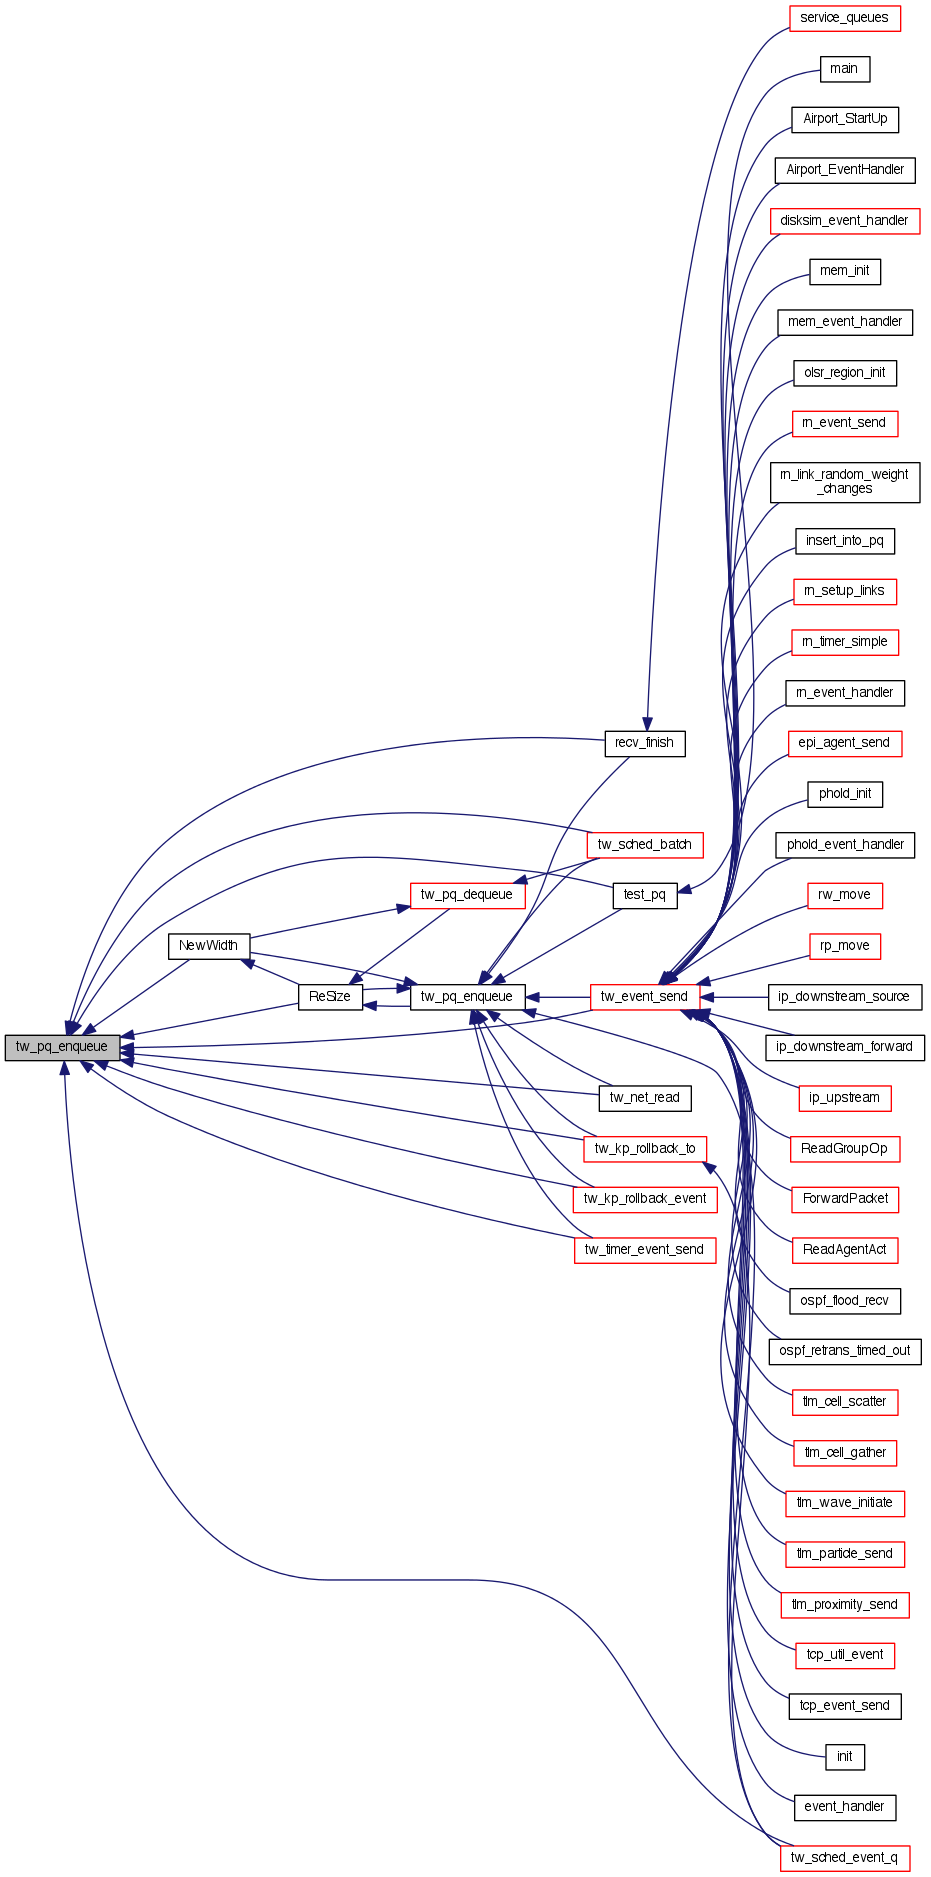 service_queues
main
Airport_StartUp
Airport_EventHandler
disksim_event_handler
mem_init
mem_event_handler
olsr_region_init
rn_event_send
rn_link_random_weight
_changes
insert_into_pq
rn_setup_links
rn_timer_simple
rn_event_handler
recv_finish
epi_agent_send
phold_init
tw_sched_batch
phold_event_handler
tw_pq_dequeue
test_pq
rw_move
NewWidth
rp_move
ReSize
tw_pq_enqueue
tw_event_send
ip_downstream_source
tw_pq_enqueue
ip_downstream_forward
tw_net_read
ip_upstream
tw_kp_rollback_to
ReadGroupOp
tw_kp_rollback_event
ForwardPacket
tw_timer_event_send
ReadAgentAct
ospf_flood_recv
ospf_retrans_timed_out
tlm_cell_scatter
tlm_cell_gather
tlm_wave_initiate
tlm_particle_send
tlm_proximity_send
tcp_util_event
tcp_event_send
init
event_handler
tw_sched_event_q